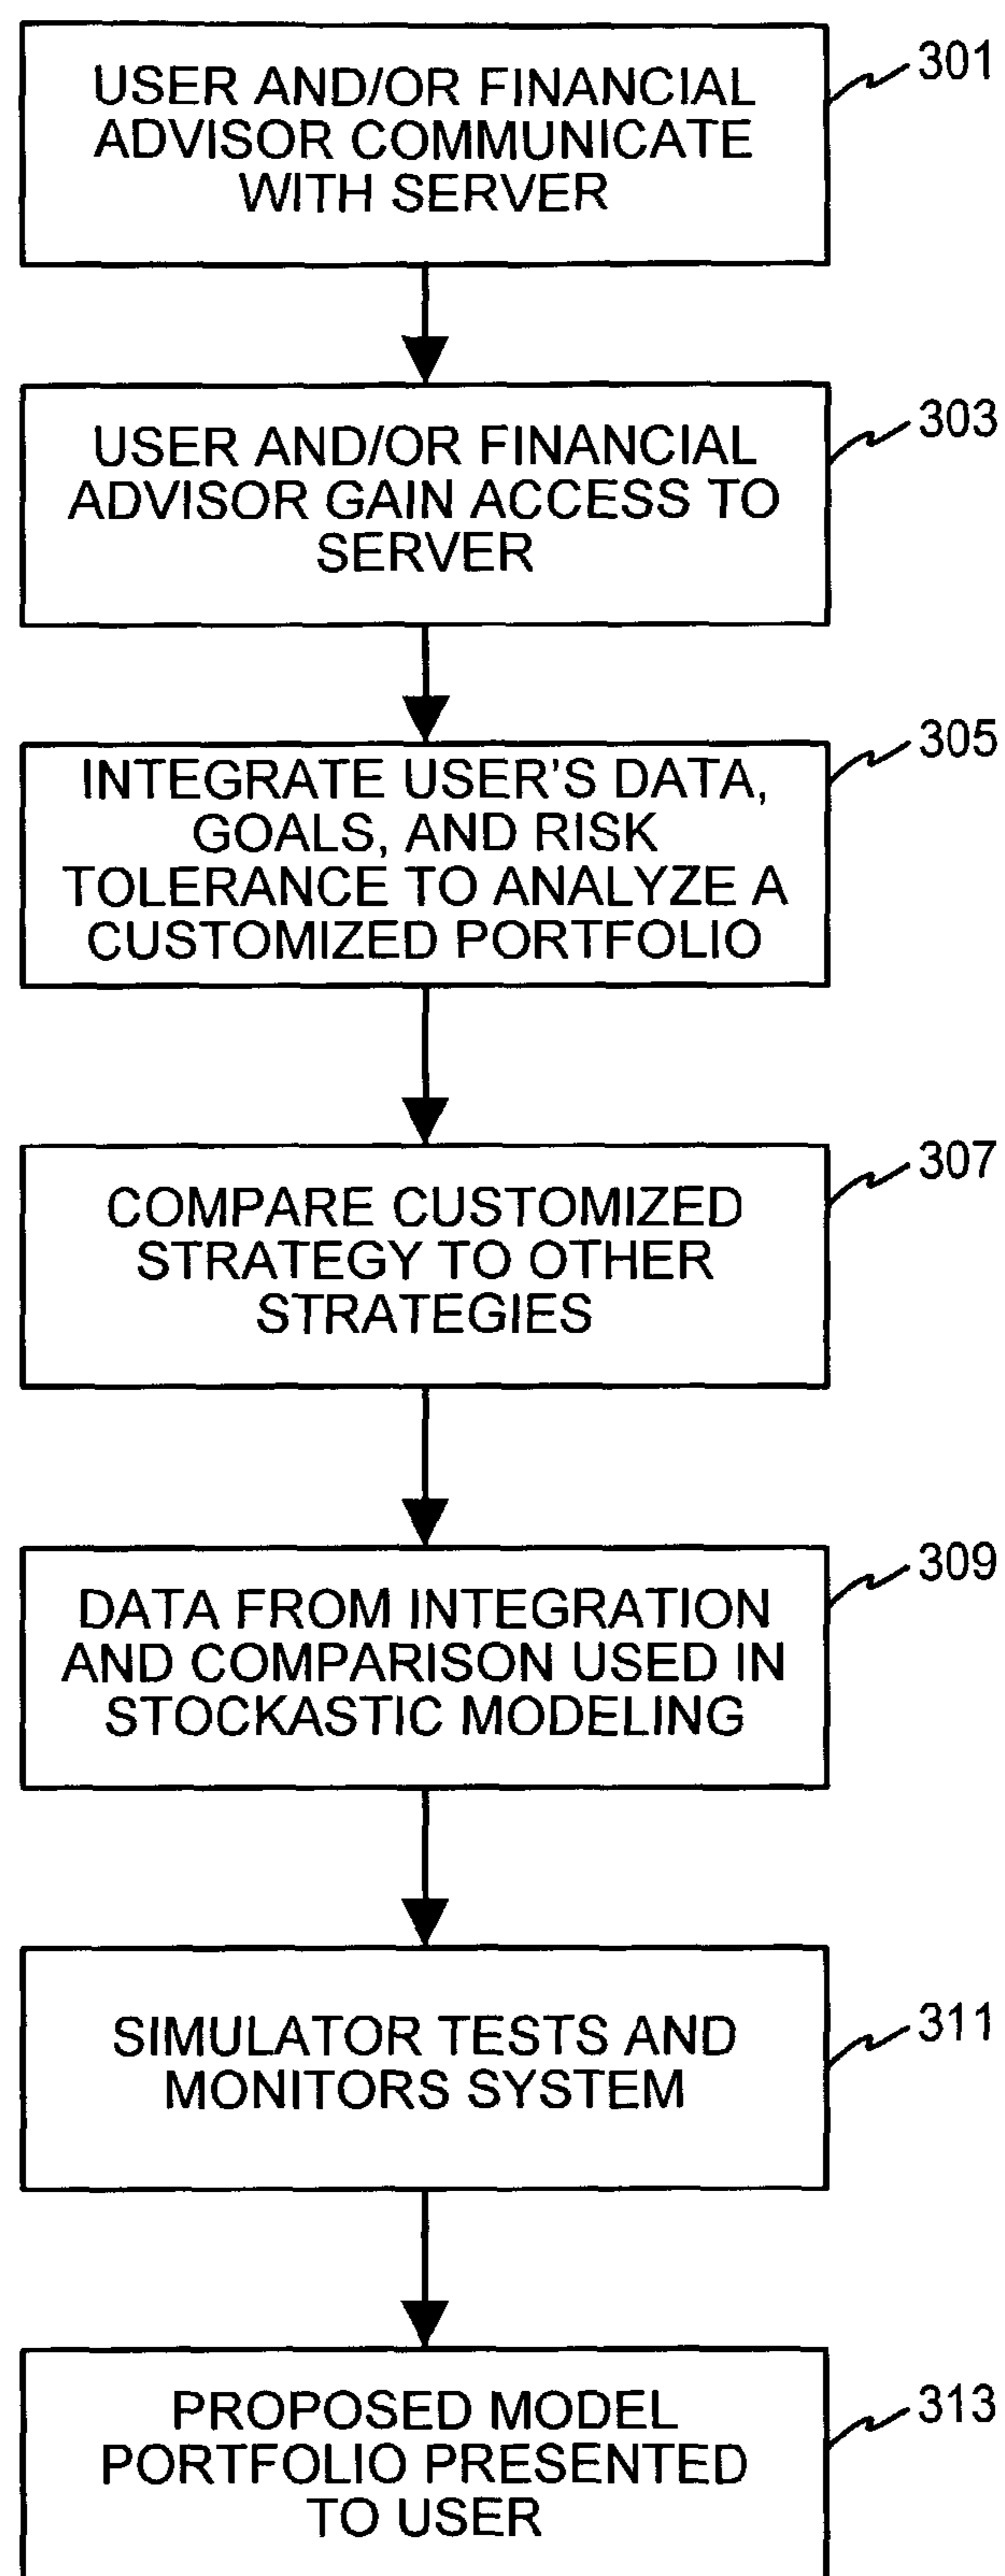 USER AND/OR FINANCIAL
ADVISOR COMMUNICATE
WITH SERVER
301
USER AND/OR FINANCIAL
ADVISOR GAIN ACCESS TO
SERVER
303
INTEGRATE USER'S DATA,
GOALS, AND RISK
TOLERANCE TO ANALYZE A
CUSTOMIZED PORTFOLIO
305
COMPARE CUSTOMIZED
STRATEGY TO OTHER
STRATEGIES
307
DATA FROM INTEGRATION
AND COMPARISON USED IN
STOCKASTIC MODELING
309
SIMULATOR TESTS AND
MONITORS SYSTEM
311
PROPOSED MODEL
PORTFOLIO PRESENTED
TO USER
313